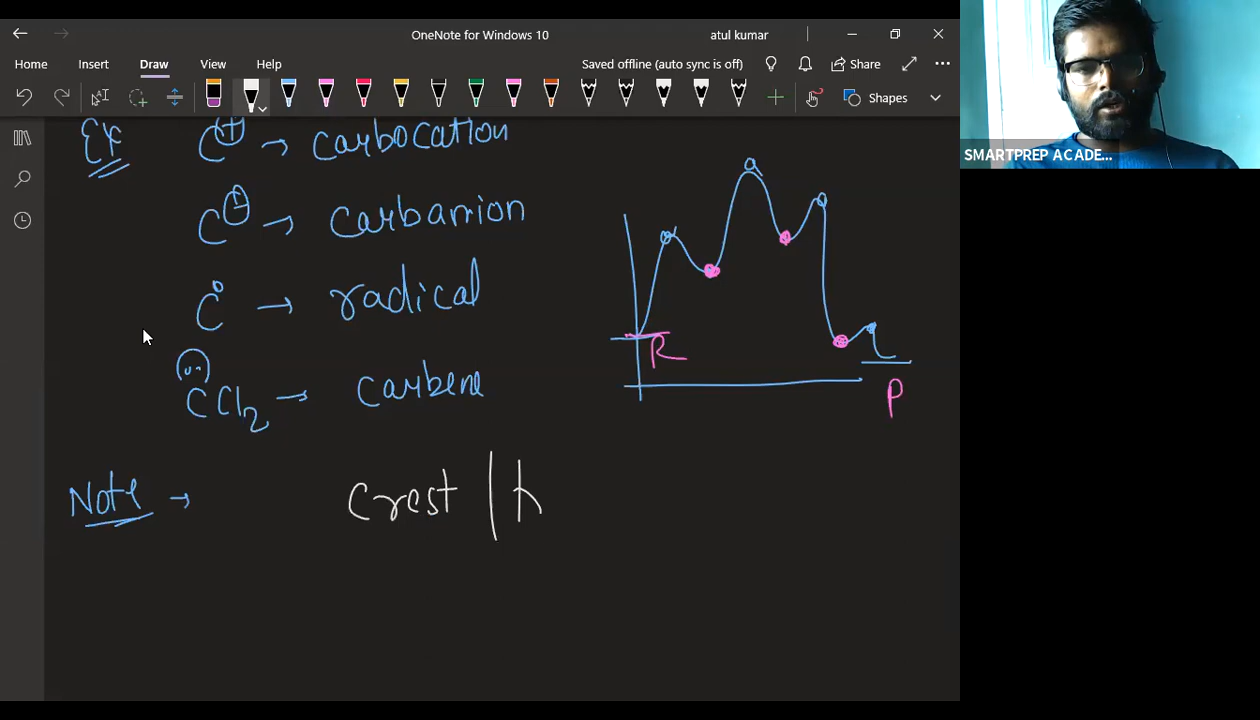 OneNote for Windows 10
atul kumar
Home Insert Draw View Help
Saved offline (auto sync is off)
Share
Shapes
SMARTPREP ACADE...
Ex C⊕ → carbocation
C⊖ → carbanion
C• → radical
C̈Cl₂ → carbene
R
P
Note → Crest | h